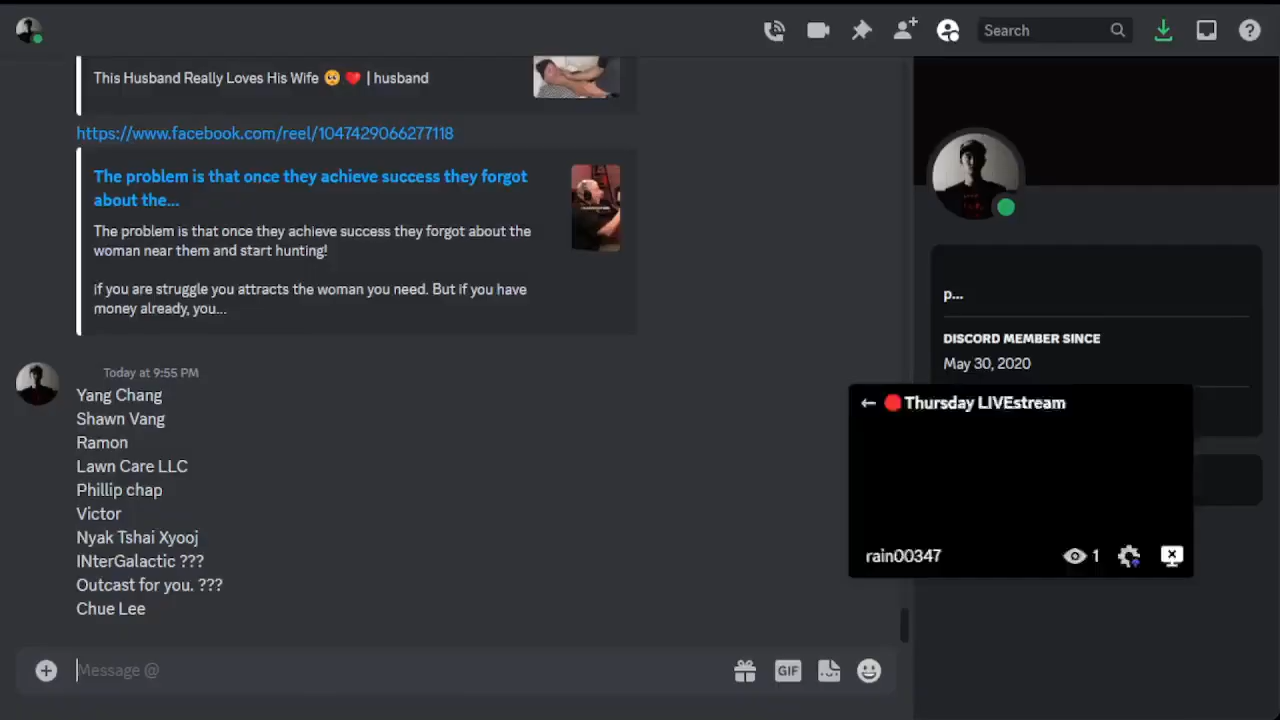 Search
This Husband Really Loves His Wife 🥺 ❤️ | husband
https://www.facebook.com/reel/1047429066277118
The problem is that once they achieve success they forgot
about the...
The problem is that once they achieve success they forgot about the
woman near them and start hunting!
if you are struggle you attracts the woman you need. But if you have
money already, you...
Today at 9:55 PM
Yang Chang
Shawn Vang
Ramon
Lawn Care LLC
Phillip chap
Victor
Nyak Tshai Xyooj
INterGalactic ???
Outcast for you. ???
Chue Lee
Message @
GIF
p...
DISCORD MEMBER SINCE
May 30, 2020
← 🔴 Thursday LIVEstream
rain00347
1